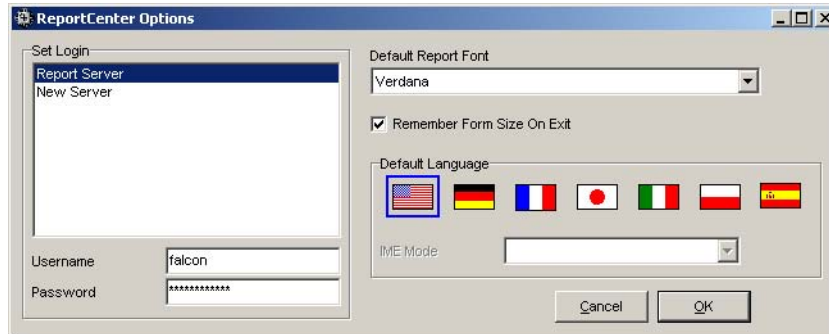 ReportCenter Options
Set Login
Report Server
New Server
Username
falcon
Password
************
Default Report Font
Verdana
Remember Form Size On Exit
Default Language
IME Mode
Cancel
OK